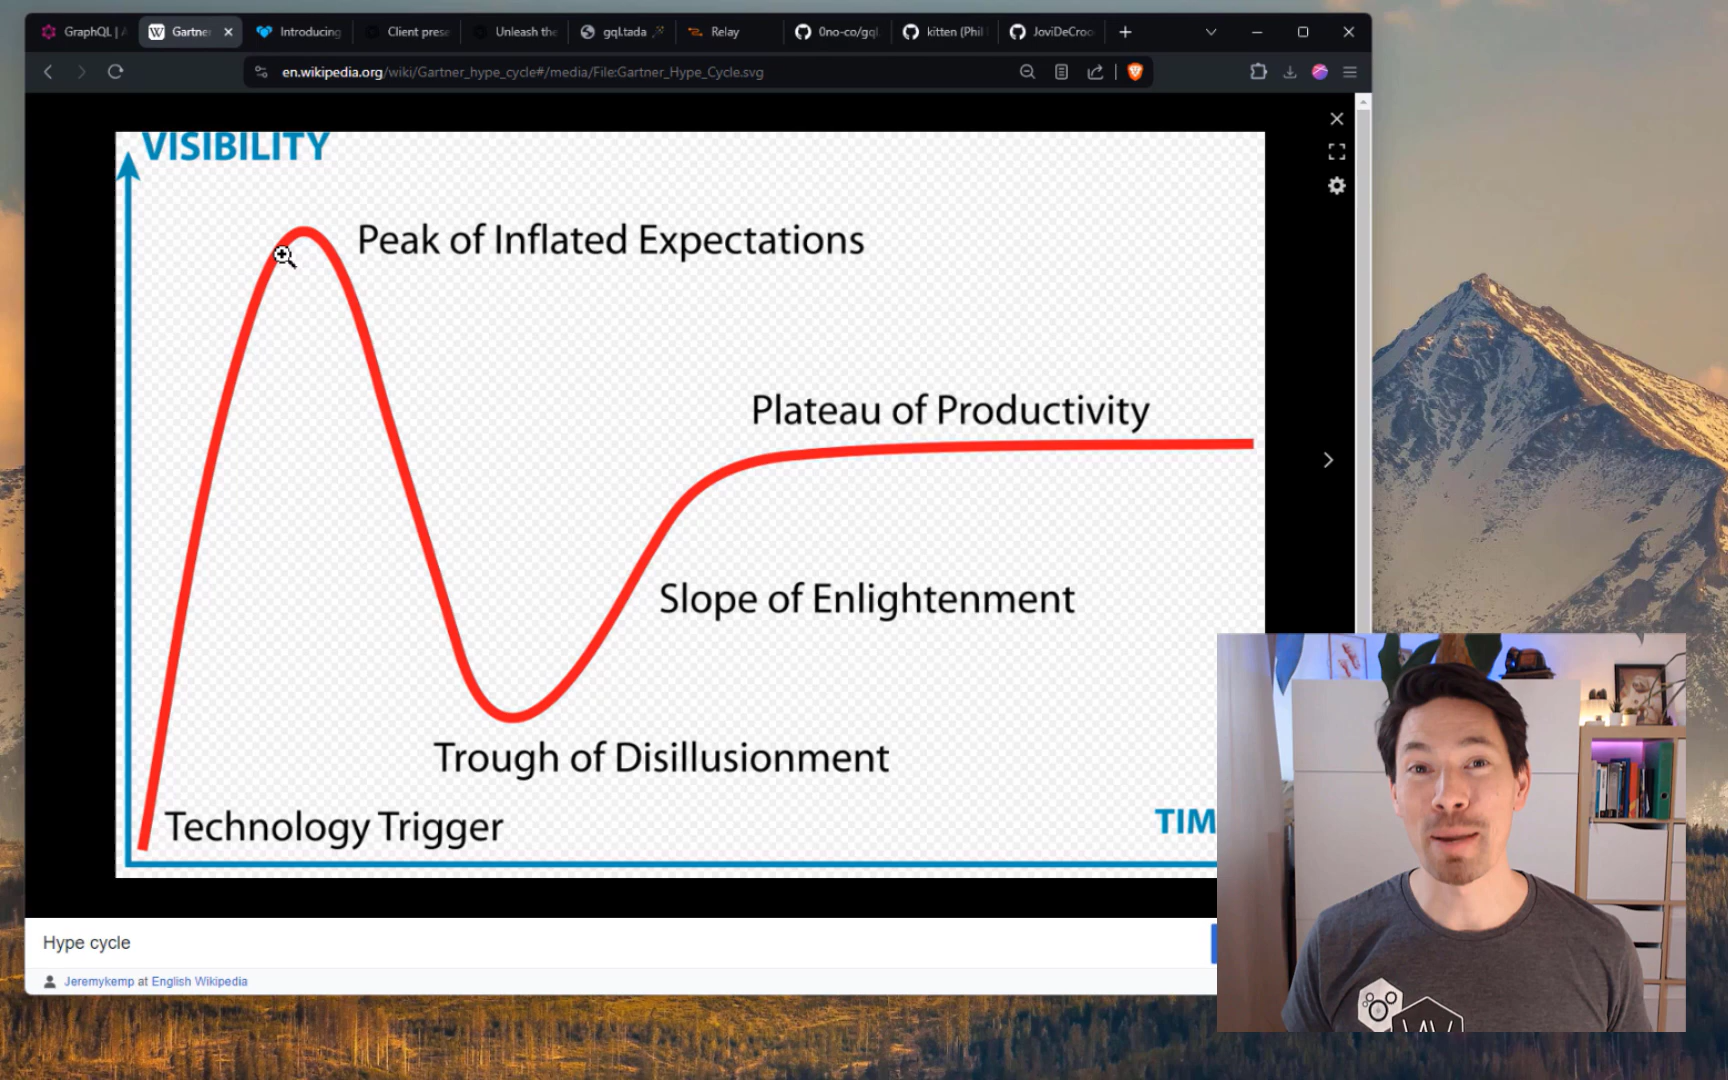 GraphQL | A
Gartner
Introducing
Client prese
Unleash the
gql.tada
Relay
0no-co/gql.
kitten (Phil
JoviDeCroo
en.wikipedia.org/wiki/Gartner_hype_cycle#/media/File:Gartner_Hype_Cycle.svg
VISIBILITY
Peak of Inflated Expectations
Plateau of Productivity
Slope of Enlightenment
Trough of Disillusionment
Technology Trigger
TIM
Hype cycle
Jeremykemp at English Wikipedia